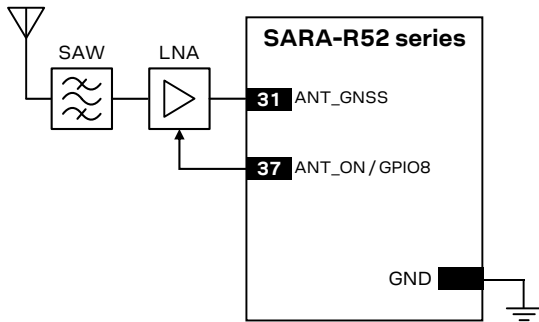 SARA-R52 series
SAW LNA
31 ANT_GNSS
37 ANT_ON / GPIO8
GND